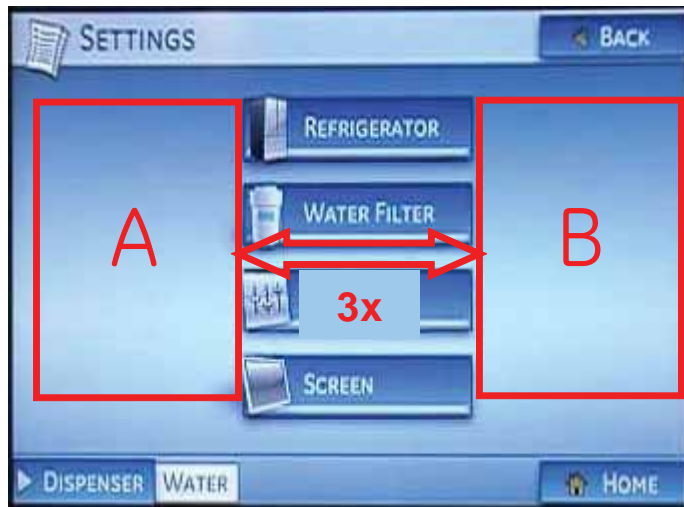 SETTINGS
BACK
REFRIGERATOR
A
B
WATER FILTER
3x
SCREEN
DISPENSER
WATER
HOME